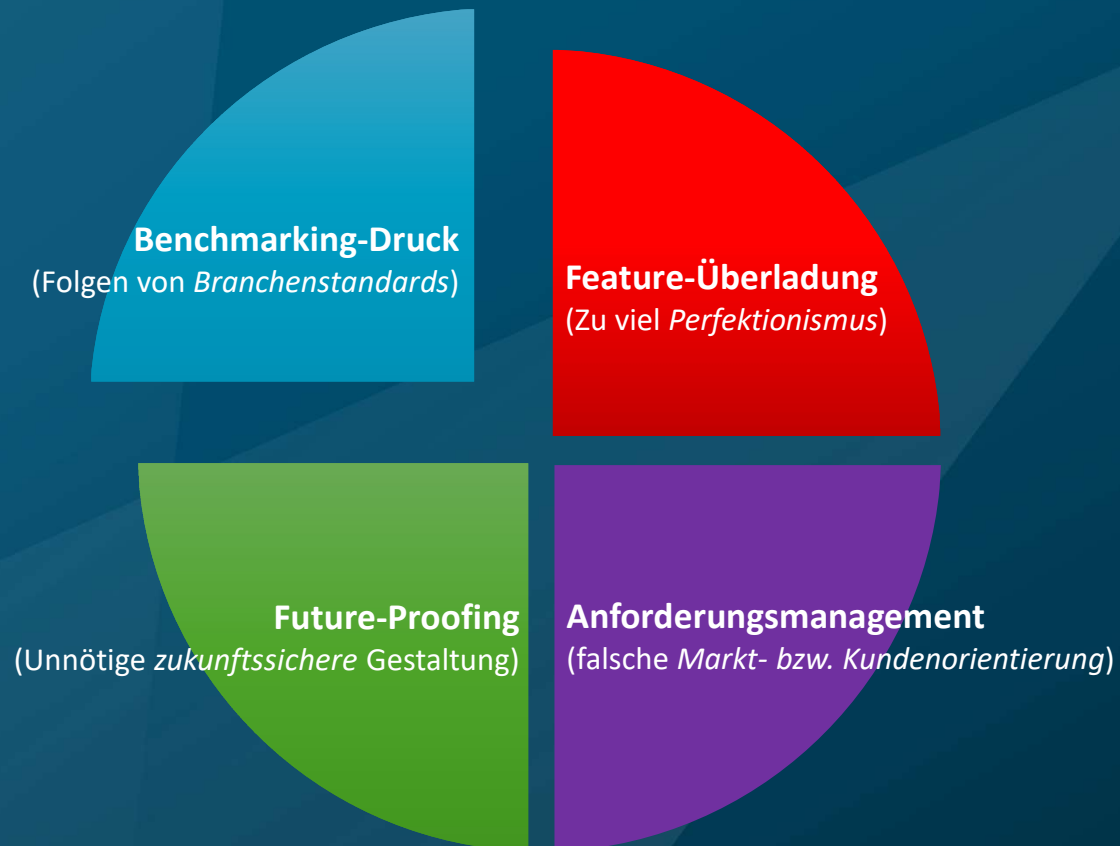 Benchmarking-Druck
(Folgen von Branchenstandards)
Feature-Überladung
(Zu viel Perfektionismus)
Future-Proofing
(Unnötige zukunftssichere Gestaltung)
Anforderungsmanagement
(falsche Markt- bzw. Kundenorientierung)